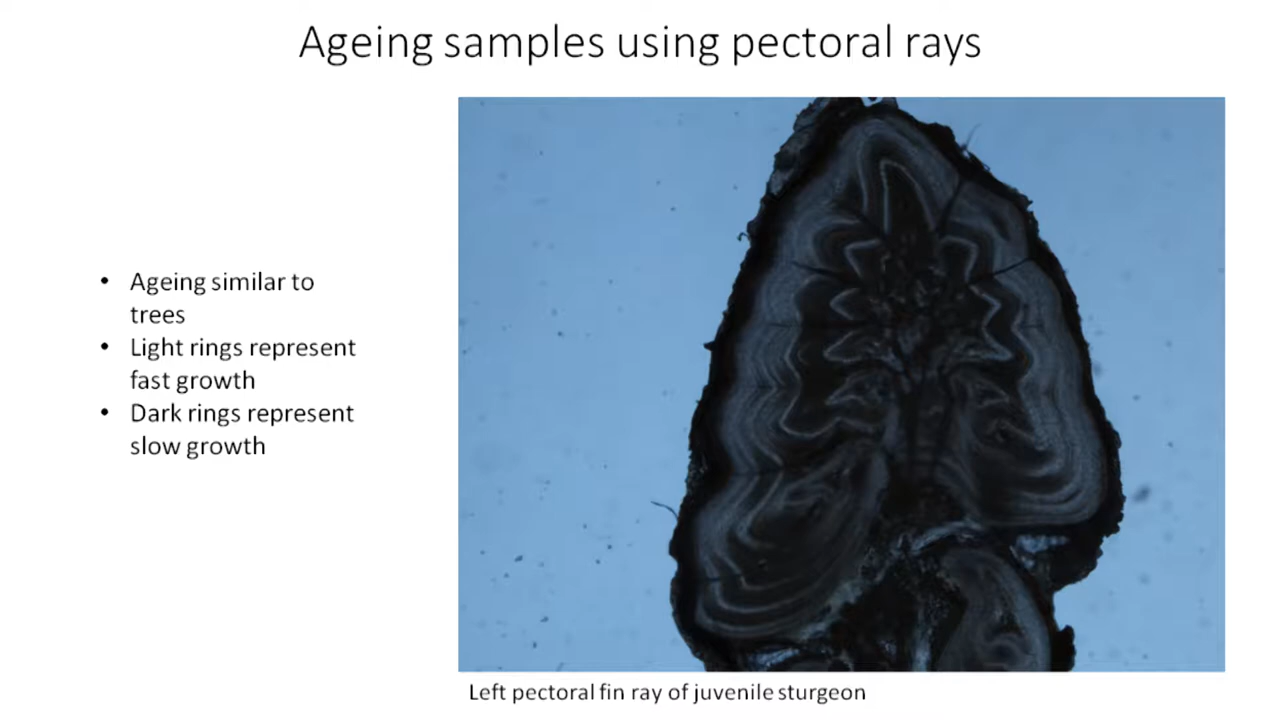 Ageing samples using pectoral rays
• Ageing similar to
trees
• Light rings represent
fast growth
• Dark rings represent
slow growth
Left pectoral fin ray of juvenile sturgeon